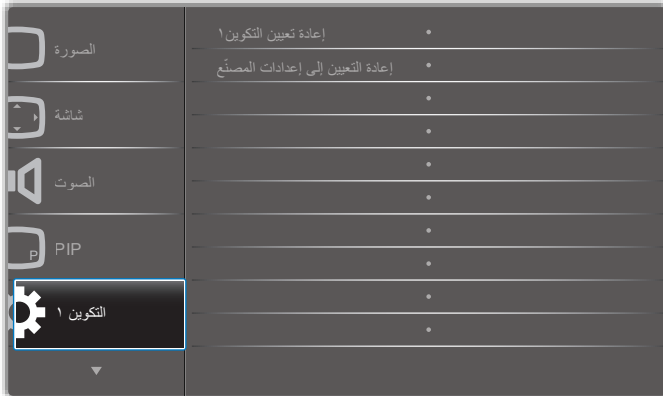 الصورة
شاشة
الصوت
PIP
P
التكوين ١
إعادة تعيين التكوين١
إعادة التعيين إلى إعدادات المصنّع